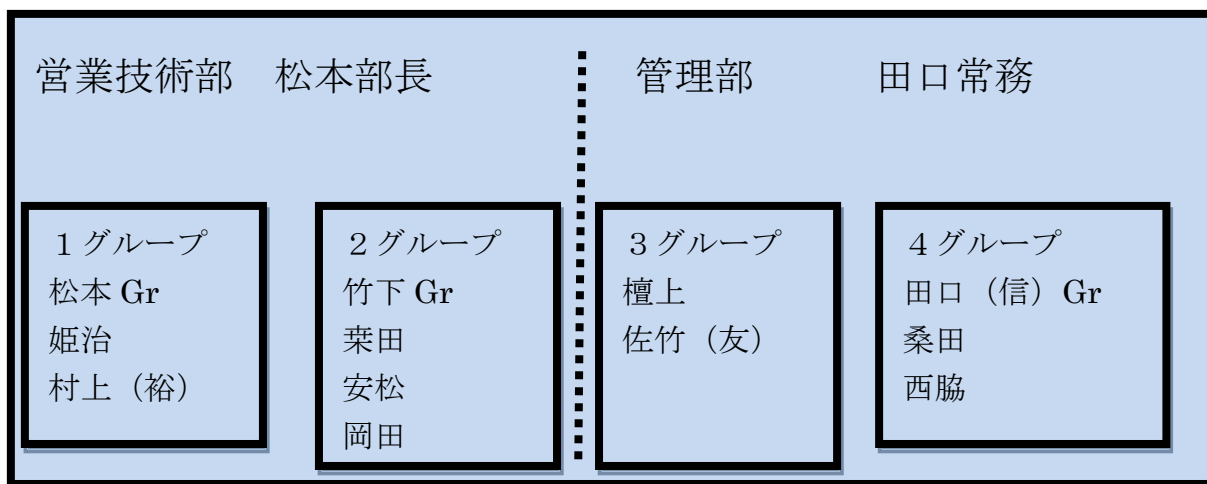 営業技術部　松本部長
管理部　田口常務
１グループ
松本 Gr
姫治
村上（裕）
２グループ
竹下 Gr
桒田
安松
岡田
３グループ
檀上
佐竹（友）
４グループ
田口（信）Gr
桑田
西脇